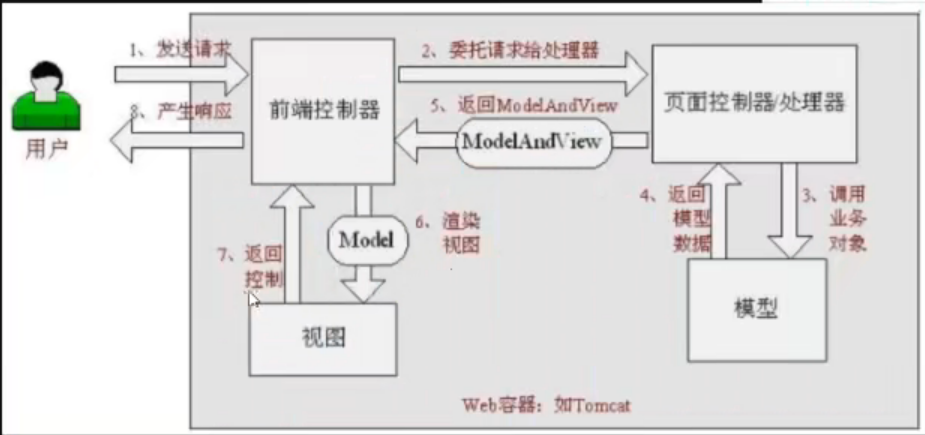 1、发送请求
2、委托请求给处理器
前端控制器
页面控制器/处理器
5、返回ModelAndView
8、产生响应
ModelAndView
用户
4、返回
模型
数据
3、调用
业务
对象
6、渲染
视图
Model
7、返回
控制
模型
视图
Web容器：如Tomcat